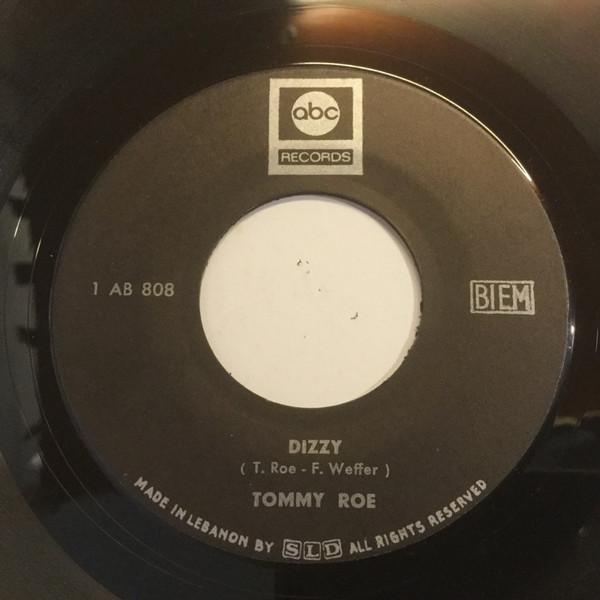 abc
RECORDS
1 AB 808
BIEM
DIZZY
( T. Roe - F. Weffer )
TOMMY ROE
MADE IN LEBANON BY SLD ALL RIGHTS RESERVED